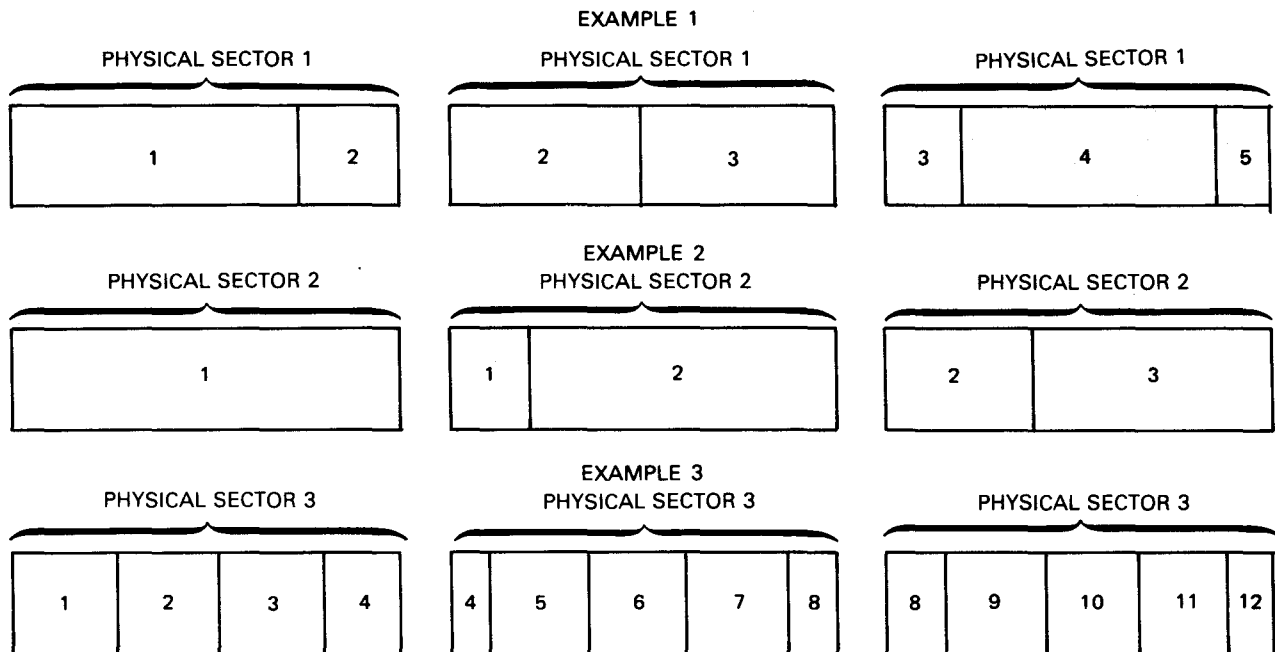 EXAMPLE 1
PHYSICAL SECTOR 1 PHYSICAL SECTOR 1 PHYSICAL SECTOR 1
1 2 2 3 3 4 5
EXAMPLE 2
PHYSICAL SECTOR 2 PHYSICAL SECTOR 2 PHYSICAL SECTOR 2
1 1 2 2 3
EXAMPLE 3
PHYSICAL SECTOR 3 PHYSICAL SECTOR 3 PHYSICAL SECTOR 3
1 2 3 4 4 5 6 7 8 8 9 10 11 12